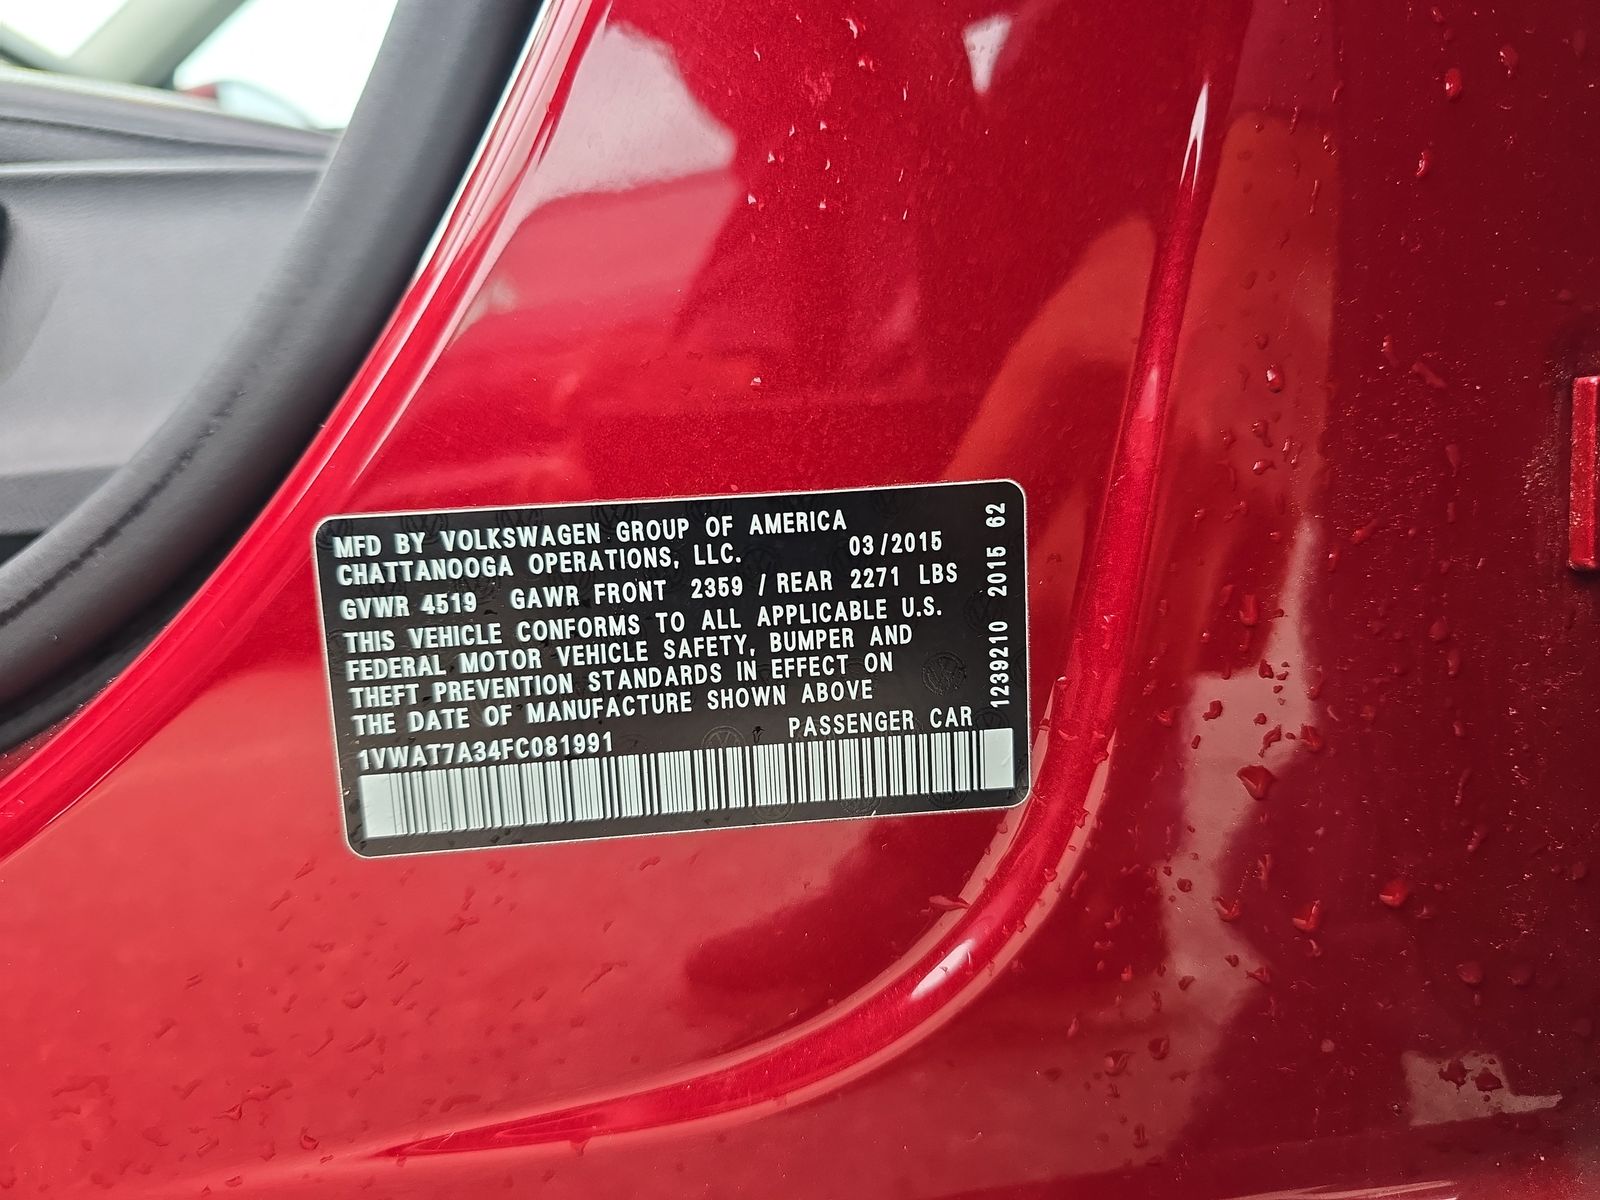 MFD BY VOLKSWAGEN GROUP OF AMERICA
CHATTANOOGA OPERATIONS, LLC. 03/2015
GVWR 4519 GAWR FRONT 2359 / REAR 2271 LBS
THIS VEHICLE CONFORMS TO ALL APPLICABLE U.S.
FEDERAL MOTOR VEHICLE SAFETY, BUMPER AND
THEFT PREVENTION STANDARDS IN EFFECT ON
THE DATE OF MANUFACTURE SHOWN ABOVE
PASSENGER CAR
1VWAT7A34FC081991
1239210 2015 62